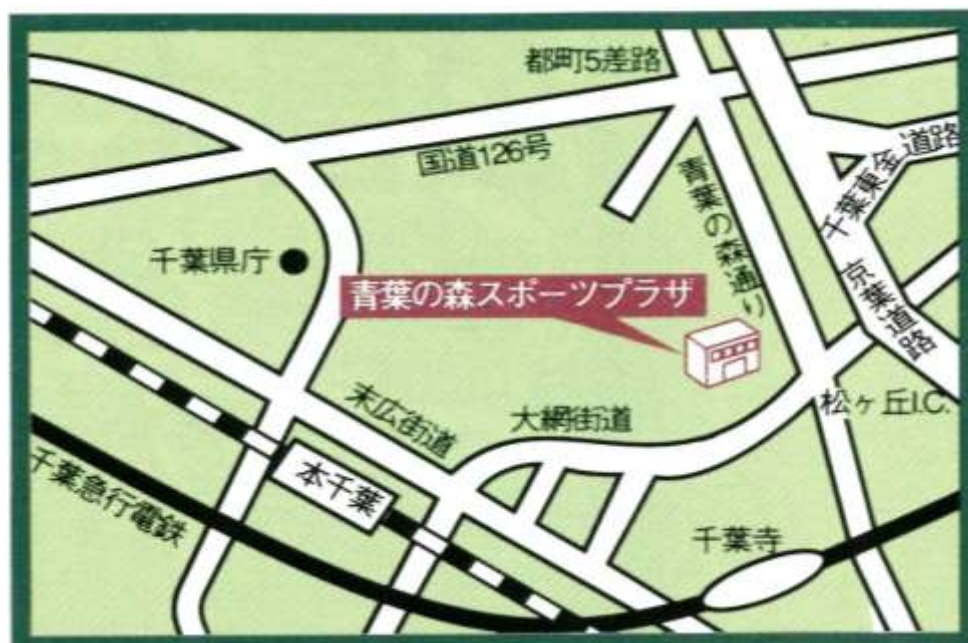 都町5差路
国道126号
青葉の森通り
千葉東金道路
京葉道路
千葉県庁
青葉の森スポーツプラザ
末広街道
大網街道
松ヶ丘I.C.
本千葉
千葉急行電鉄
千葉寺